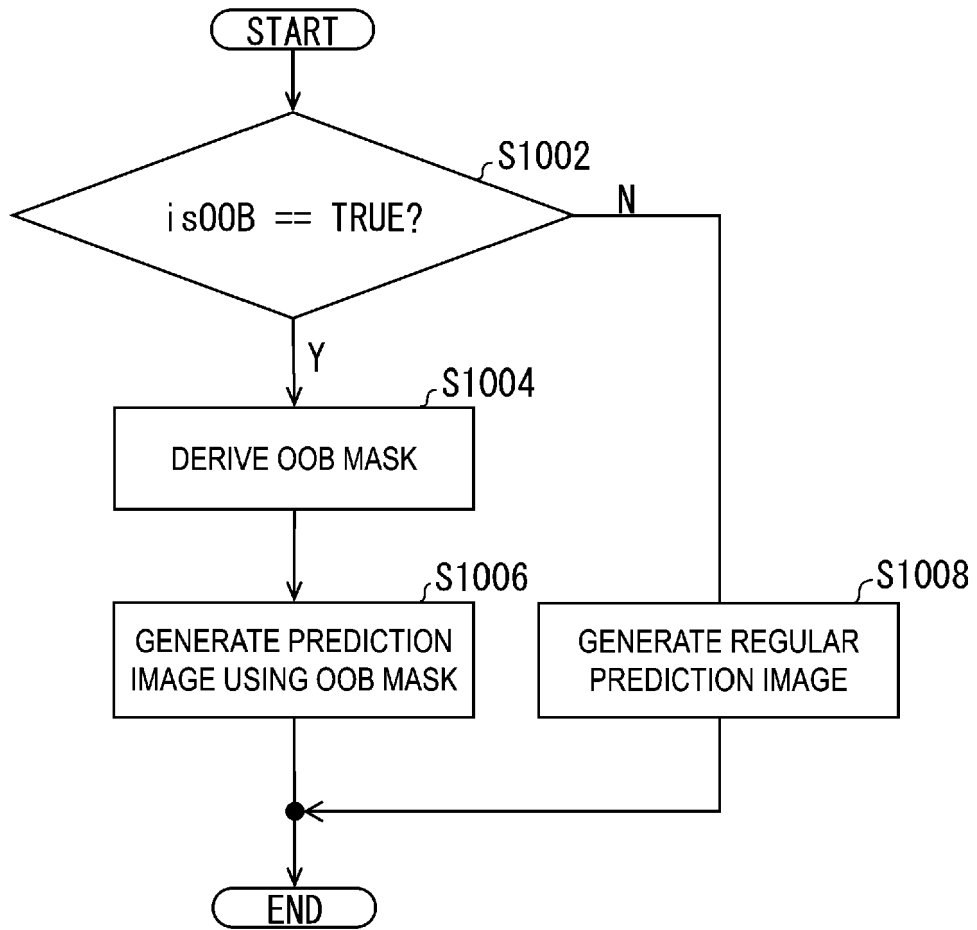 START
S1002
isOOB == TRUE?
N
Y
S1004
DERIVE OOB MASK
S1006
GENERATE PREDICTION
IMAGE USING OOB MASK
S1008
GENERATE REGULAR
PREDICTION IMAGE
END